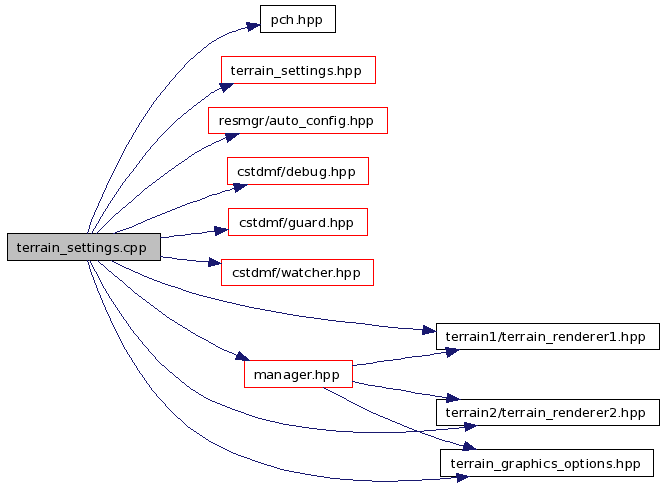 pch.hpp
terrain_settings.hpp
resmgr/auto_config.hpp
cstdmf/debug.hpp
cstdmf/guard.hpp
terrain_settings.cpp
cstdmf/watcher.hpp
terrain1/terrain_renderer1.hpp
manager.hpp
terrain2/terrain_renderer2.hpp
terrain_graphics_options.hpp